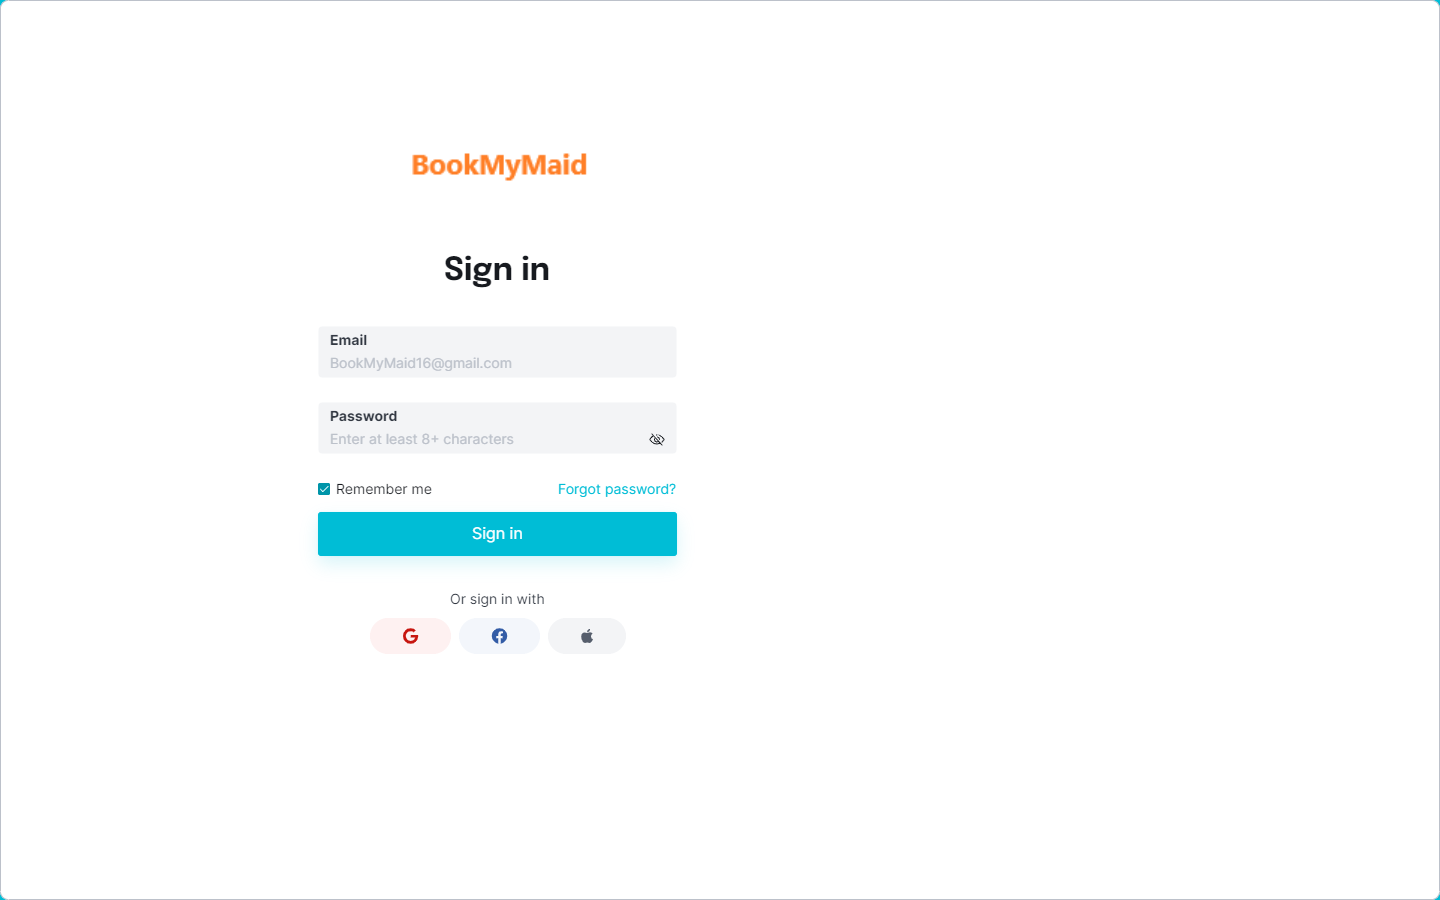 BookMyMaid
Sign in
Email
BookMyMaid16@gmail.com
Password
Enter at least 8+ characters
Remember me
Forgot password?
Sign in
Or sign in with